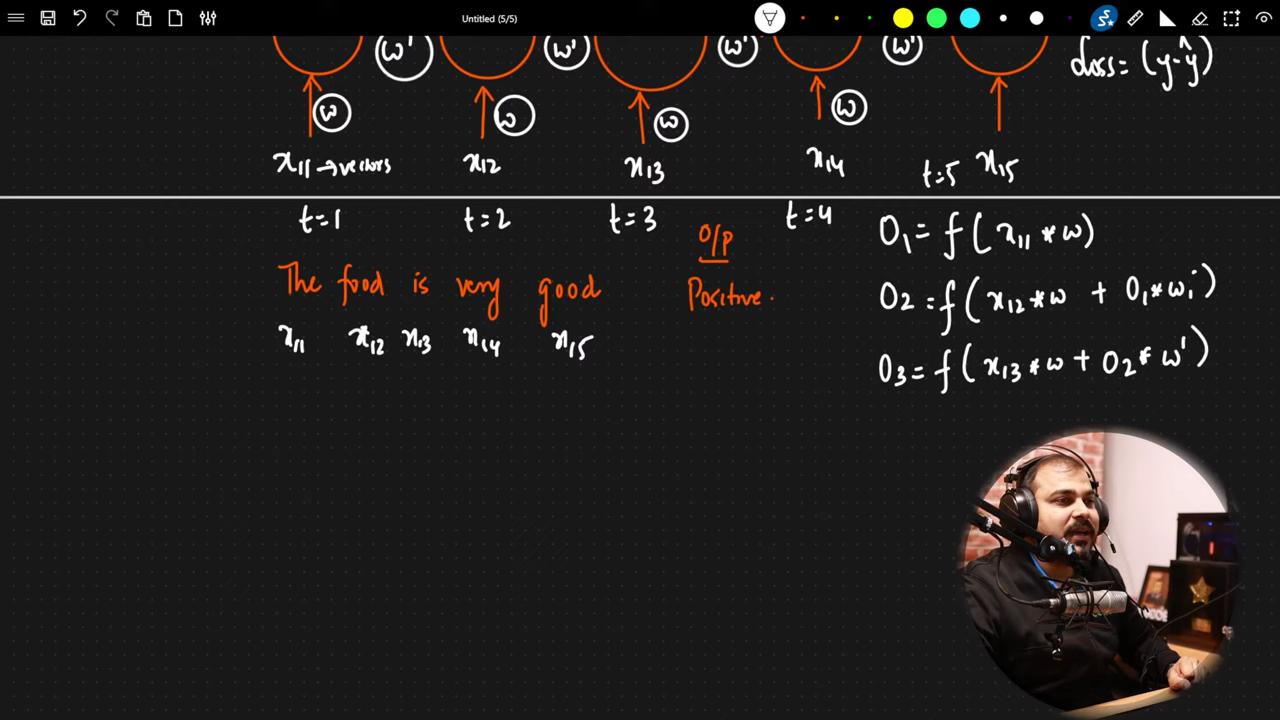 Untitled (5/5)
w' w' w' w' Loss = (y-ŷ)
w w w w
x11 → vectors x12 x13 x14 t=5 x15
t=1 t=2 t=3 t=4
O1 = f(x11 * w)
O/P
The food is very good Positive.
O2 = f(x12 * w + O1 * wi)
x11 x12 x13 x14 x15
O3 = f(x13 * w + O2 * w')